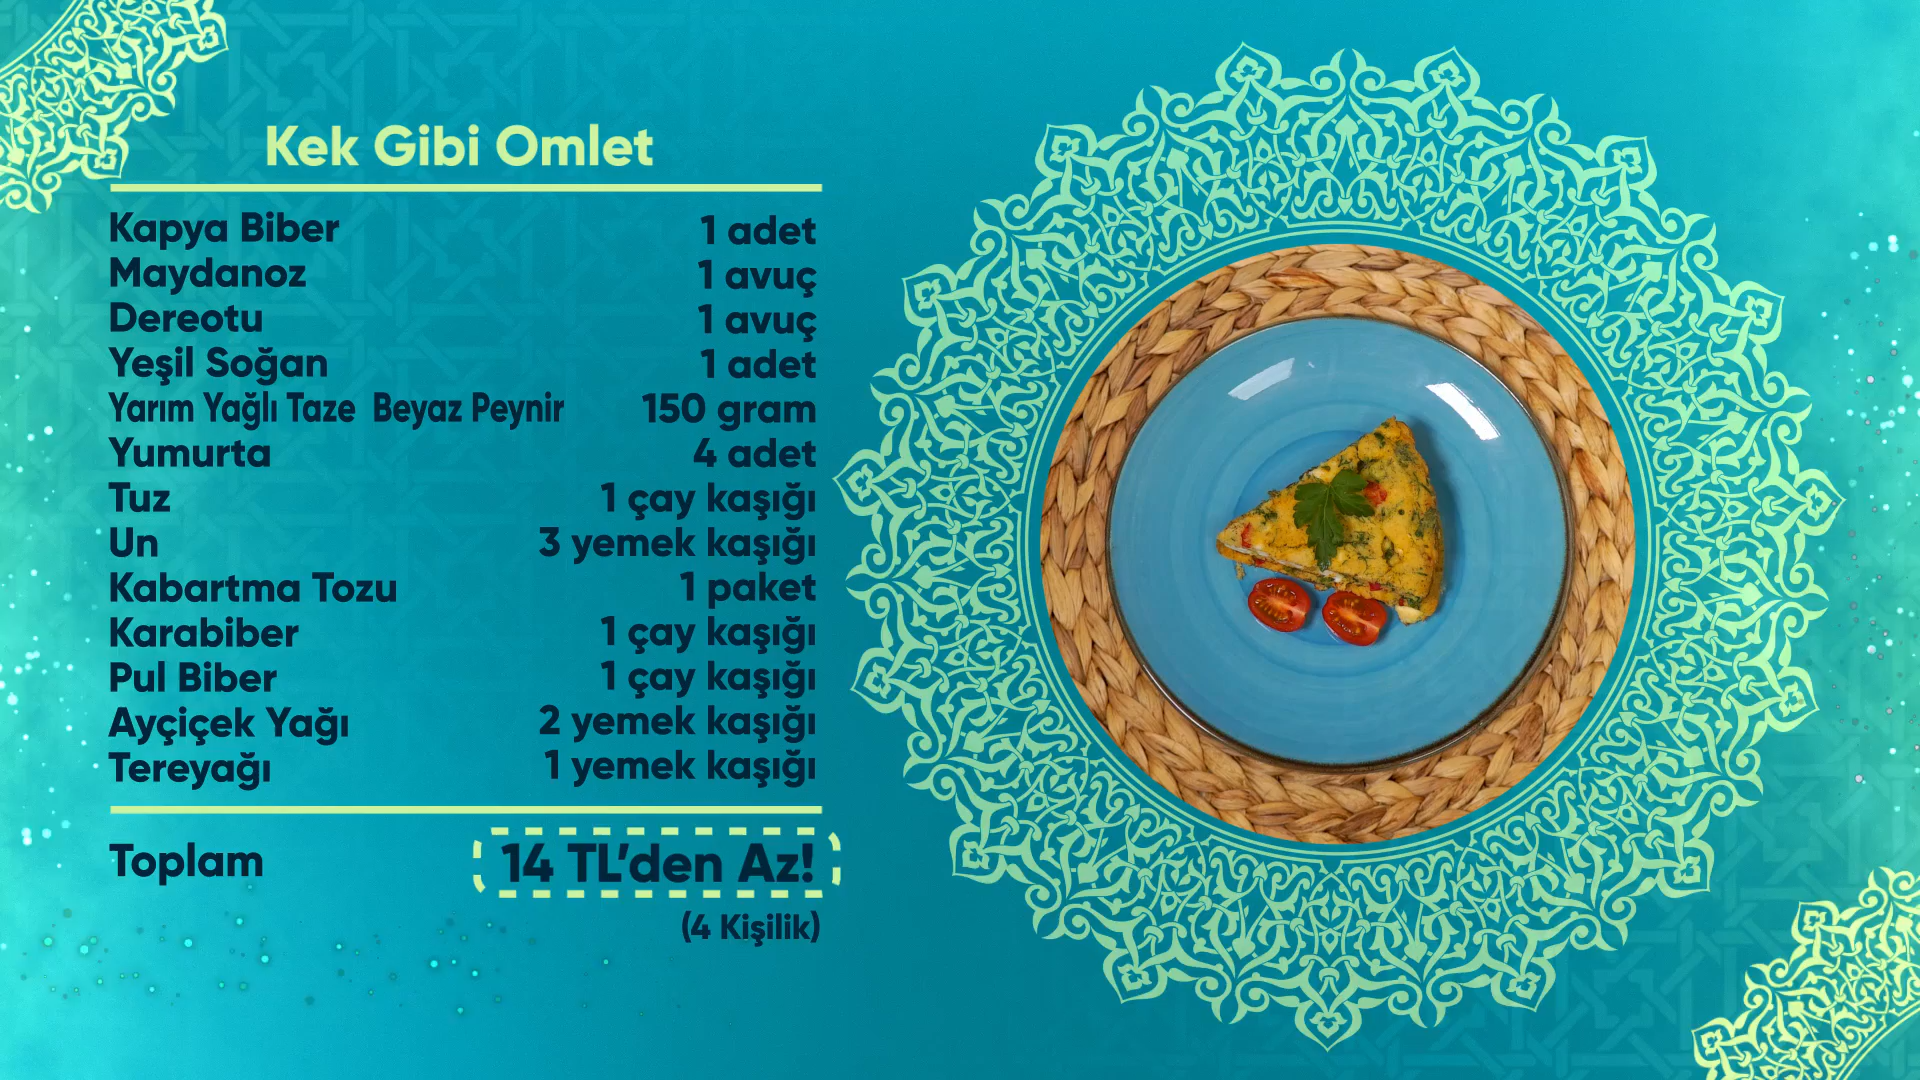 Kek Gibi Omlet
Kapya Biber 1 adet
Maydanoz 1 avuç
Dereotu 1 avuç
Yeşil Soğan 1 adet
Yarım Yağlı Taze Beyaz Peynir 150 gram
Yumurta 4 adet
Tuz 1 çay kaşığı
Un 3 yemek kaşığı
Kabartma Tozu 1 paket
Karabiber 1 çay kaşığı
Pul Biber 1 çay kaşığı
Ayçiçek Yağı 2 yemek kaşığı
Tereyağı 1 yemek kaşığı
Toplam 14 TL’den Az!
(4 Kişilik)